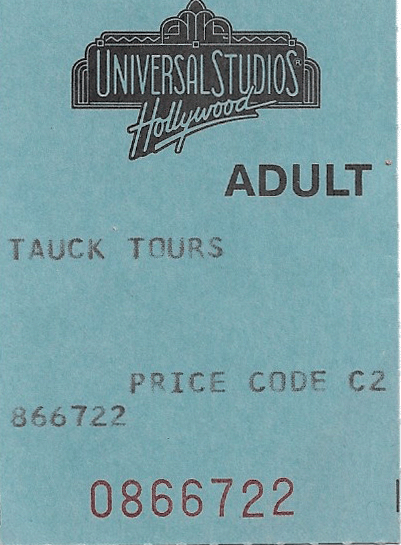 UNIVERSAL STUDIOS®
Hollywood
ADULT
TAUCK TOURS
PRICE CODE C2
866722
0866722